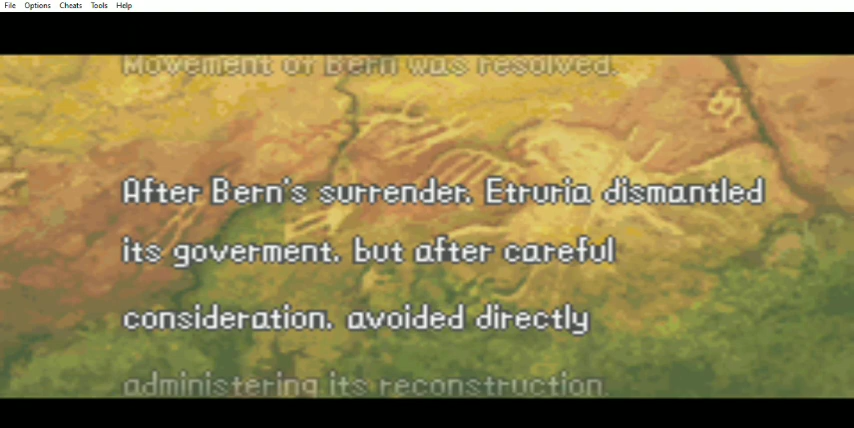 File Options Cheats Tools Help
Movement of Bern was resolved.
After Bern's surrender, Etruria dismantled
its goverment, but after careful
consideration, avoided directly
administering its reconstruction.